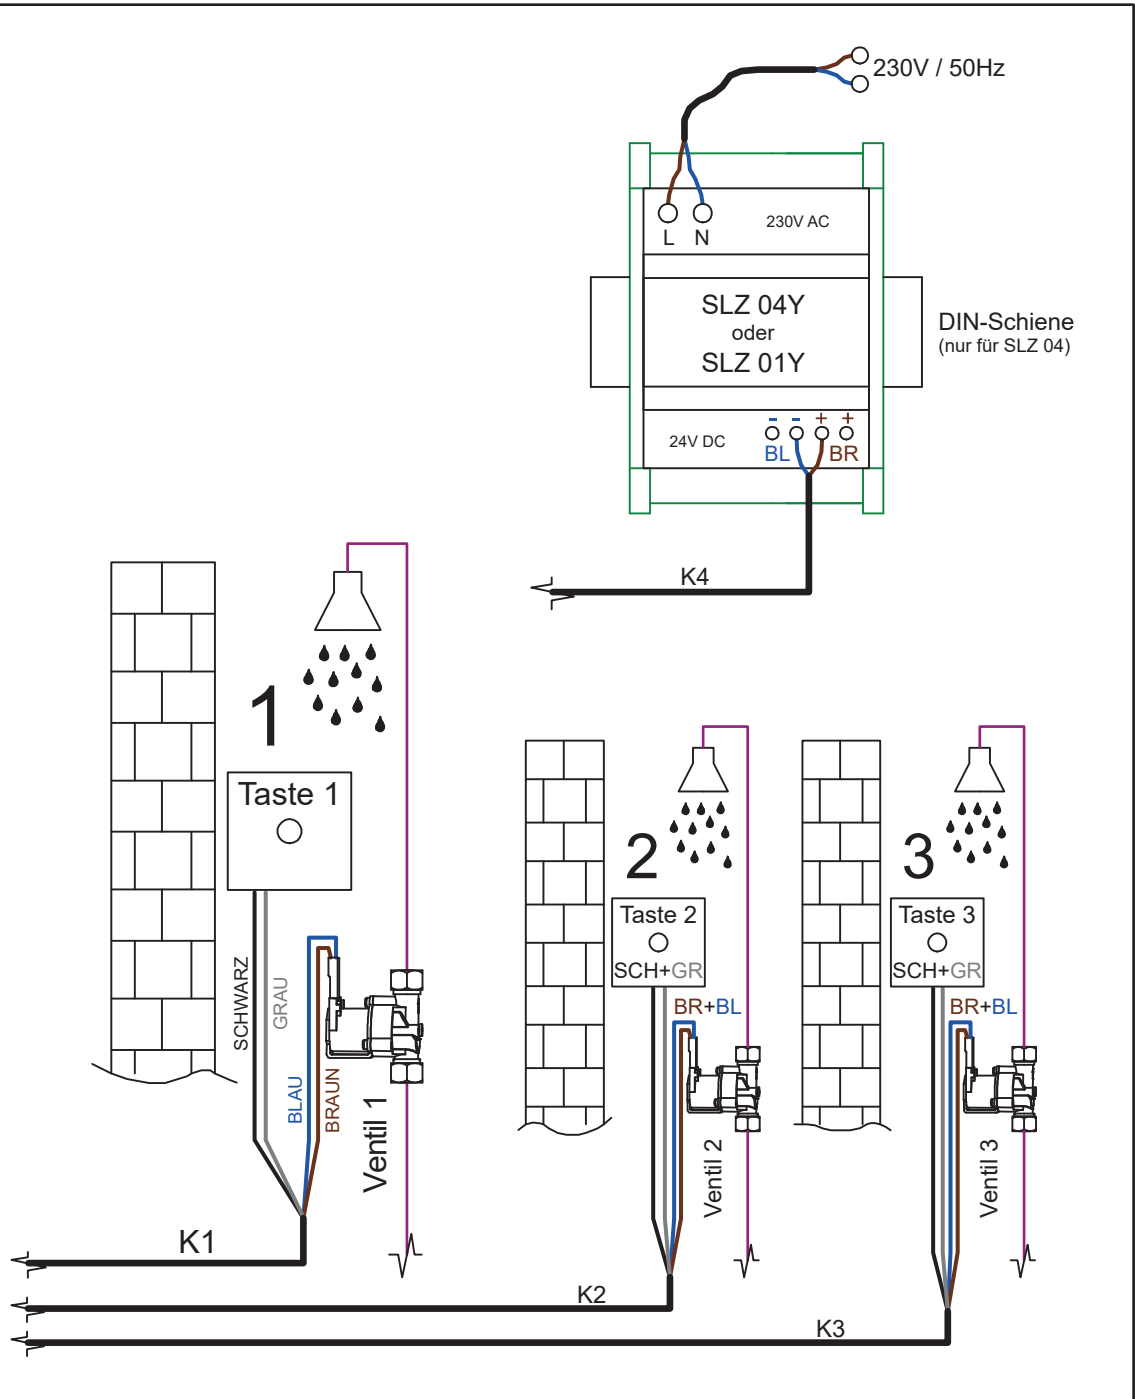 230V / 50Hz
L N
230V AC
SLZ 04Y
oder
SLZ 01Y
DIN-Schiene
(nur für SLZ 04)
- - + +
24V DC
BL BR
K4
1
Taste 1
SCHWARZ
GRAU
BLAU
BRAUN
Ventil 1
K1
2
Taste 2
SCH+GR
BR+BL
Ventil 2
K2
3
Taste 3
SCH+GR
BR+BL
Ventil 3
K3